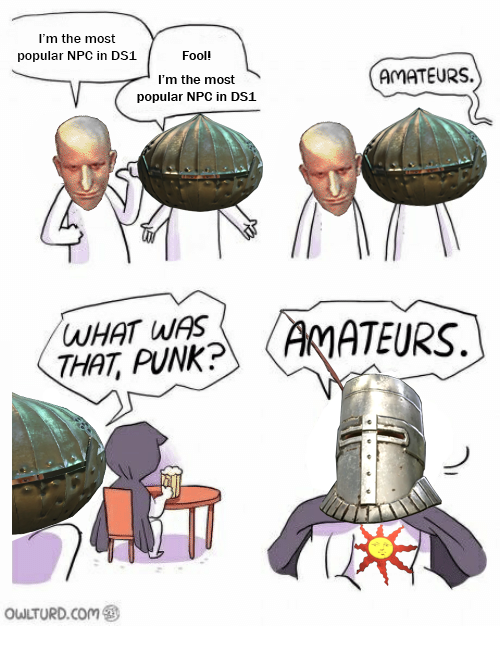 I'm the most
popular NPC in DS1
Fool!
I'm the most
popular NPC in DS1
AMATEURS.
WHAT WAS
THAT, PUNK?
AMATEURS.
OWLTURD.COM